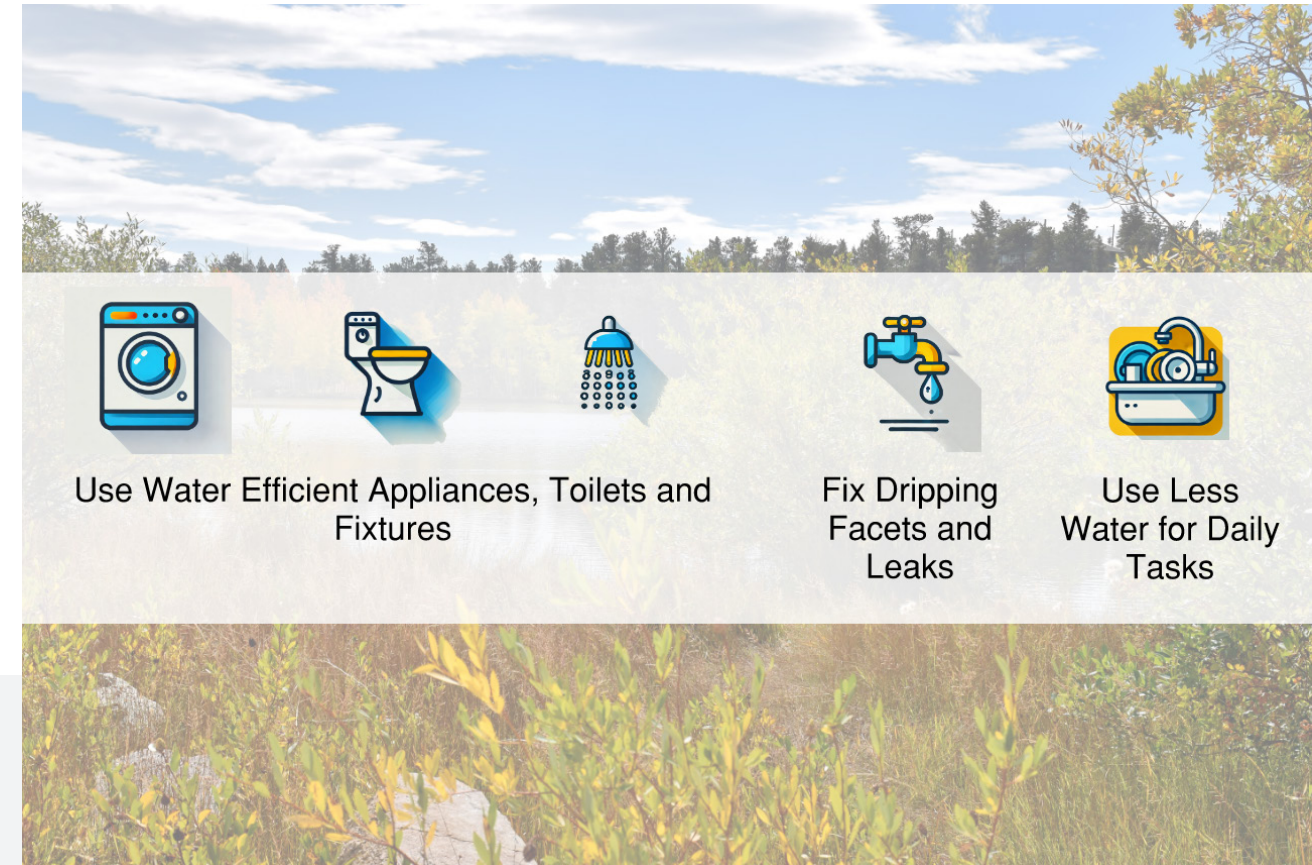 Use Water Efficient Appliances, Toilets and
Fixtures
Fix Dripping
Facets and
Leaks
Use Less
Water for Daily
Tasks